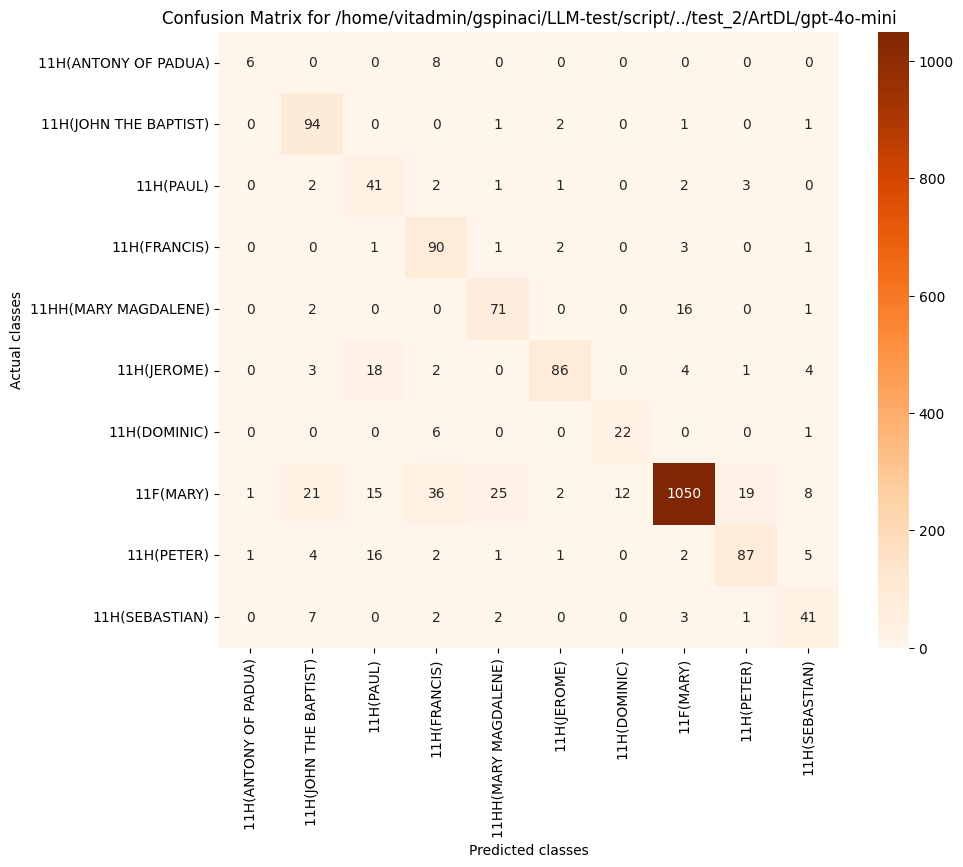 Confusion Matrix for /home/vitadmin/gspinaci/LLM-test/script/../test_2/ArtDL/gpt-4o-mini
11H(ANTONY OF PADUA) 6 0 0 8 0 0 0 0 0 0
11H(JOHN THE BAPTIST) 0 94 0 0 1 2 0 1 0 1
11H(PAUL) 0 2 41 2 1 1 0 2 3 0
11H(FRANCIS) 0 0 1 90 1 2 0 3 0 1
11HH(MARY MAGDALENE) 0 2 0 0 71 0 0 16 0 1
11H(JEROME) 0 3 18 2 0 86 0 4 1 4
11H(DOMINIC) 0 0 0 6 0 0 22 0 0 1
11F(MARY) 1 21 15 36 25 2 12 1050 19 8
11H(PETER) 1 4 16 2 1 1 0 2 87 5
11H(SEBASTIAN) 0 7 0 2 2 0 0 3 1 41
Actual classes
11H(ANTONY OF PADUA)
11H(JOHN THE BAPTIST)
11H(PAUL)
11H(FRANCIS)
11HH(MARY MAGDALENE)
11H(JEROME)
11H(DOMINIC)
11F(MARY)
11H(PETER)
11H(SEBASTIAN)
Predicted classes
1000
800
600
400
200
0